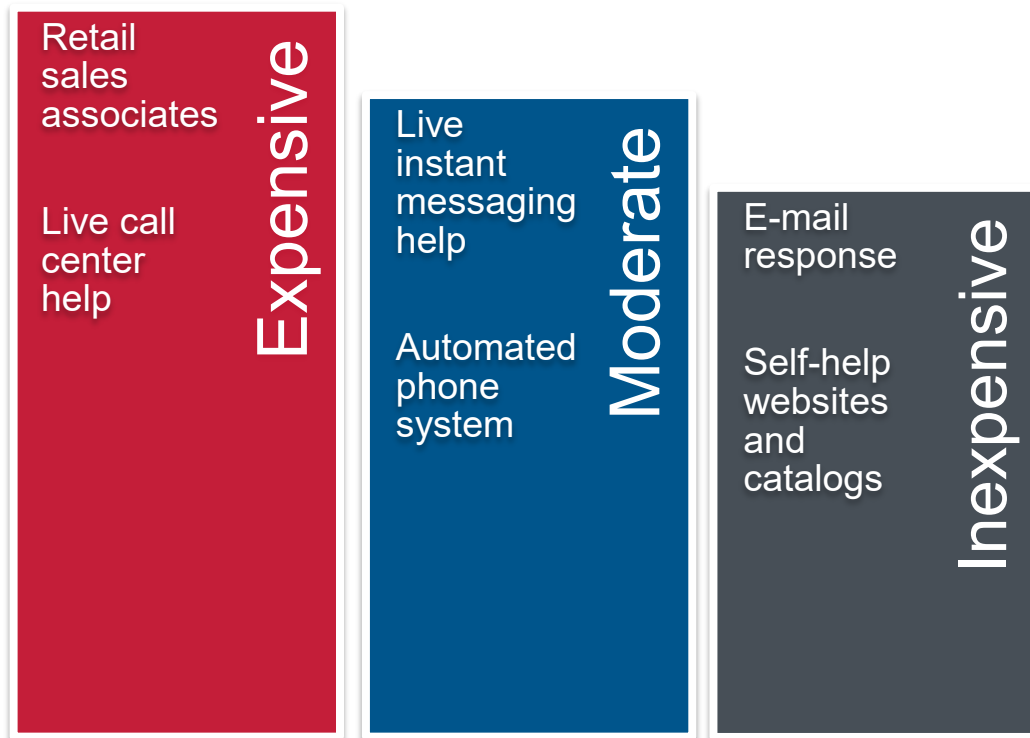 Retail
sales
associates
Live call
center
help
Expensive
Live
instant
messaging
help
Automated
phone
system
Moderate
E-mail
response
Self-help
websites
and
catalogs
Inexpensive